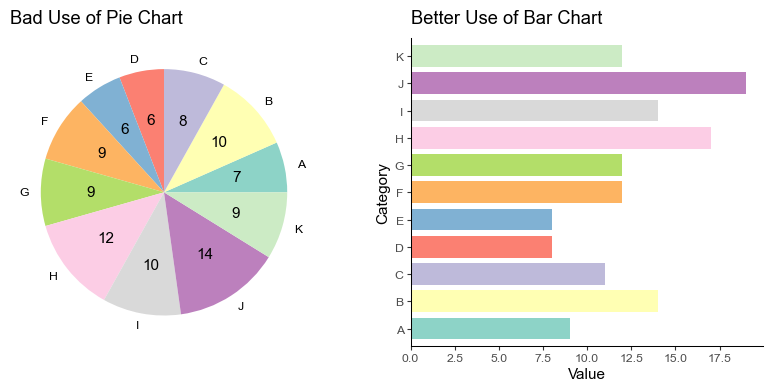 Bad Use of Pie Chart
D
C
E
B
F
6
8
6
10
9
A
7
G
9
9
K
12
14
10
H
J
I
Better Use of Bar Chart
K
J
I
H
G
F
E
D
C
B
A
Category
0.0 2.5 5.0 7.5 10.0 12.5 15.0 17.5
Value